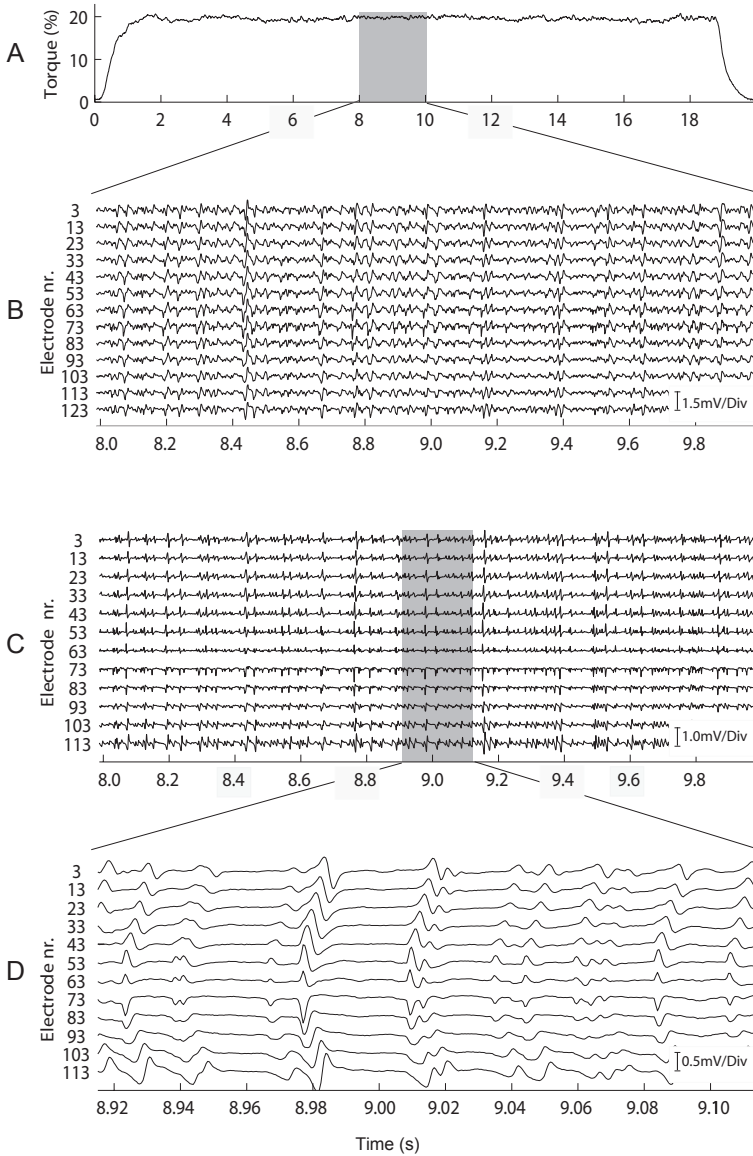 A
Torque (%)
20
10
0
0 2 4 6 8 10 12 14 16 18
B
Electrode nr.
3
13
23
33
43
53
63
73
83
93
103
113
123
1.5mV/Div
8.0 8.2 8.4 8.6 8.8 9.0 9.2 9.4 9.6 9.8
C
Electrode nr.
3
13
23
33
43
53
63
73
83
93
103
113
1.0mV/Div
8.0 8.2 8.4 8.6 8.8 9.0 9.2 9.4 9.6 9.8
D
Electrode nr.
3
13
23
33
43
53
63
73
83
93
103
113
0.5mV/Div
8.92 8.94 8.96 8.98 9.00 9.02 9.04 9.06 9.08 9.10
Time (s)